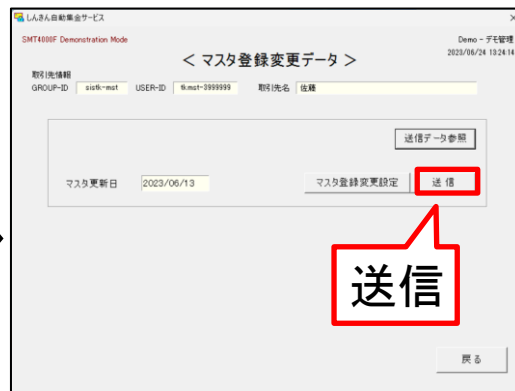 しんきん自動集金サービス
SMT4000F Demonstration Mode
Demo - デモ管理
2023/06/24 13:24:14
＜ マスタ登録変更データ ＞
取引先情報
GROUP-ID sistk-mst USER-ID tkmst-3999999 取引先名 佐藤
送信データ参照
マスタ更新日 2023/06/13 マスタ登録変更設定 送 信
送信
戻 る